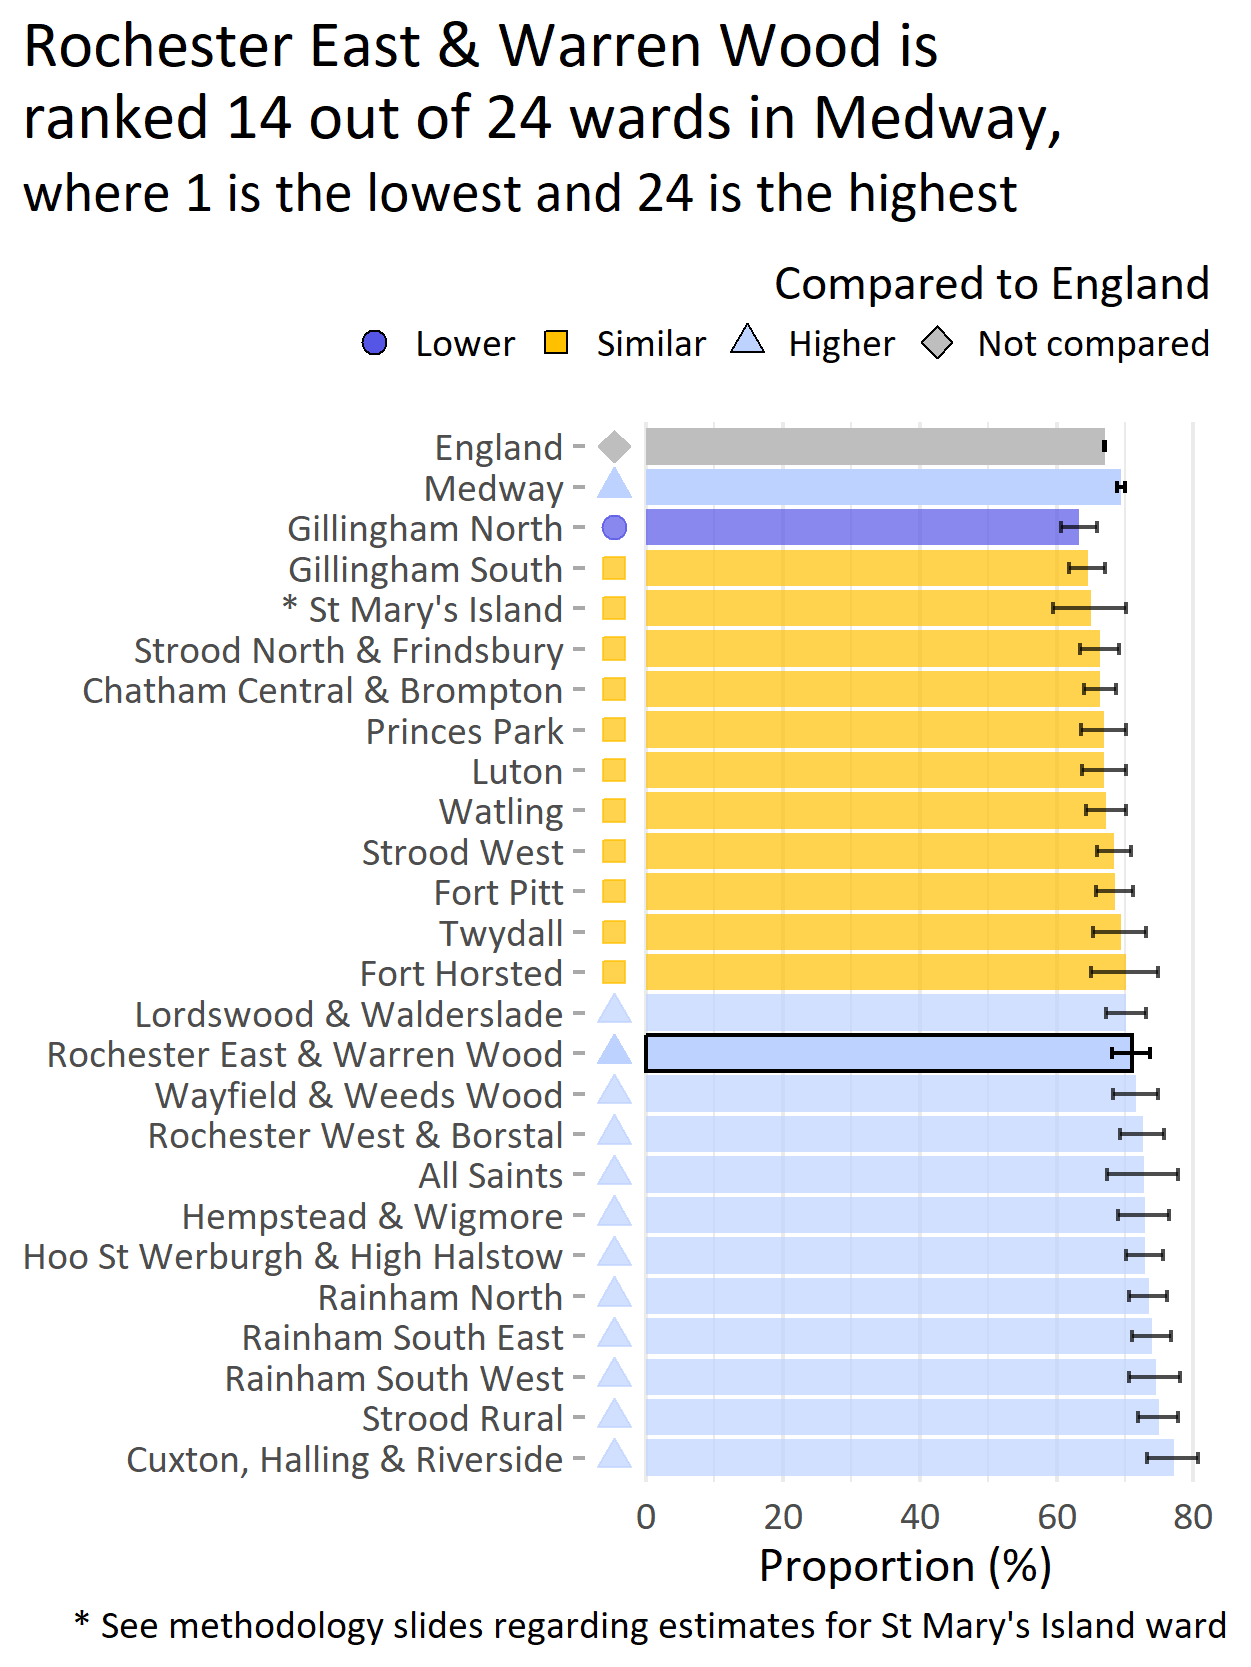 Rochester East & Warren Wood is
ranked 14 out of 24 wards in Medway,
where 1 is the lowest and 24 is the highest
Compared to England
Lower Similar Higher Not compared
England
Medway
Gillingham North
Gillingham South
* St Mary's Island
Strood North & Frindsbury
Chatham Central & Brompton
Princes Park
Luton
Watling
Strood West
Fort Pitt
Twydall
Fort Horsted
Lordswood & Walderslade
Rochester East & Warren Wood
Wayfield & Weeds Wood
Rochester West & Borstal
All Saints
Hempstead & Wigmore
Hoo St Werburgh & High Halstow
Rainham North
Rainham South East
Rainham South West
Strood Rural
Cuxton, Halling & Riverside
0 20 40 60 80
Proportion (%)
* See methodology slides regarding estimates for St Mary's Island ward